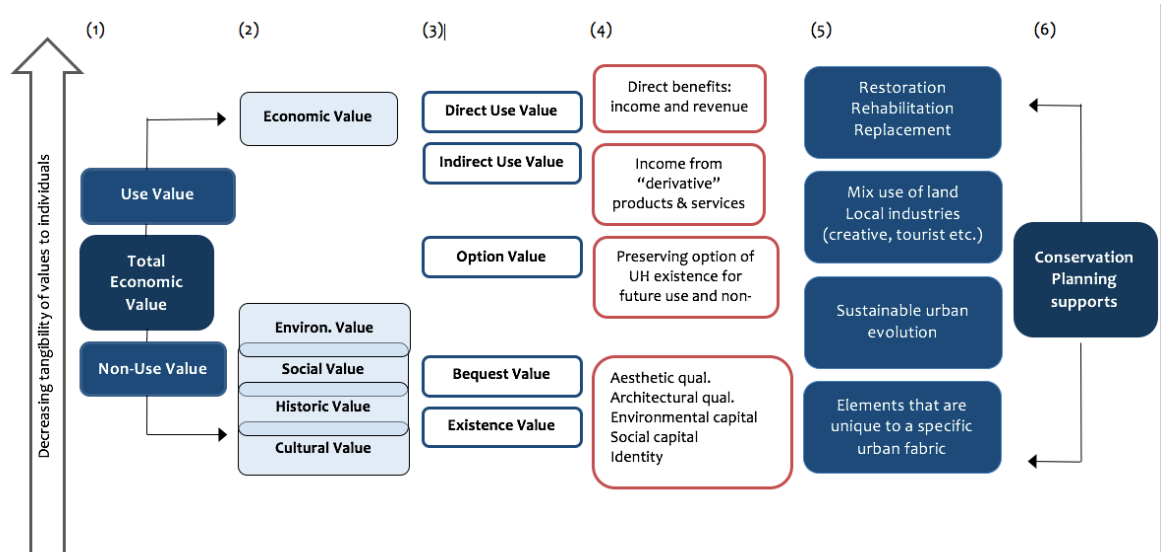 (1)
(2)
(3)
(4)
(5)
(6)
Decreasing tangibility of values to individuals
Use Value
Total
Economic
Value
Non-Use Value
Economic Value
Environ. Value
Social Value
Historic Value
Cultural Value
Direct Use Value
Indirect Use Value
Option Value
Bequest Value
Existence Value
Direct benefits:
income and revenue
Income from
“derivative”
products & services
Preserving option of
UH existence for
future use and non-
Aesthetic qual.
Architectural qual.
Environmental capital
Social capital
Identity
Restoration
Rehabilitation
Replacement
Mix use of land
Local industries
(creative, tourist etc.)
Sustainable urban
evolution
Elements that are
unique to a specific
urban fabric
Conservation
Planning
supports